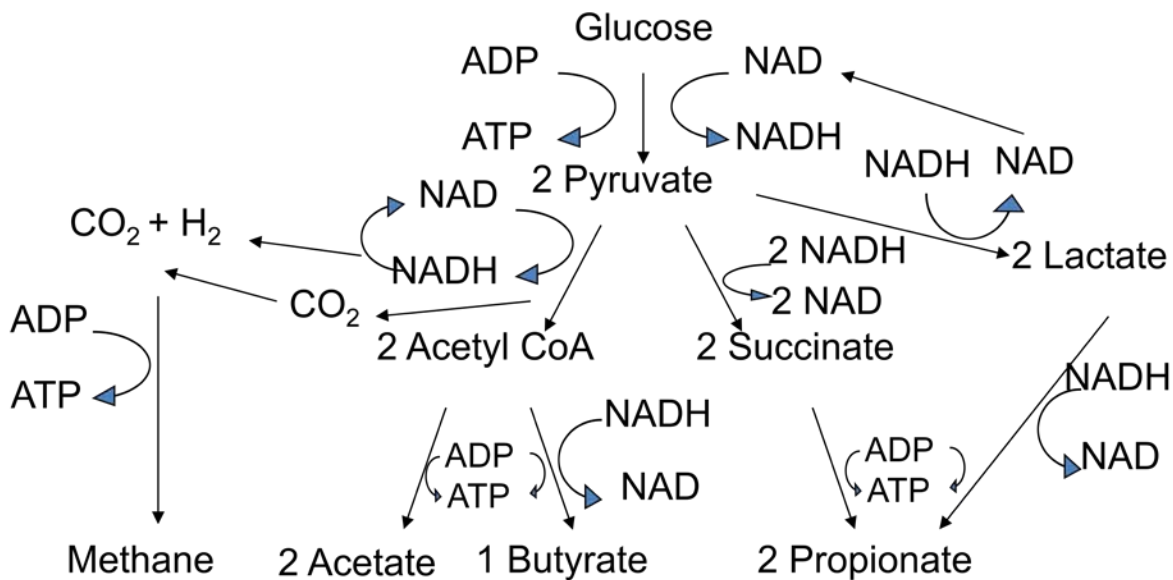 Glucose
ADP
NAD
ATP
NADH
NADH
NAD
2 Pyruvate
NAD
CO₂ + H₂
NADH
2 NADH
2 Lactate
2 NAD
CO₂
ADP
2 Acetyl CoA
2 Succinate
ATP
NADH
NADH
ADP
ATP
NAD
ADP
ATP
NAD
Methane
2 Acetate
1 Butyrate
2 Propionate